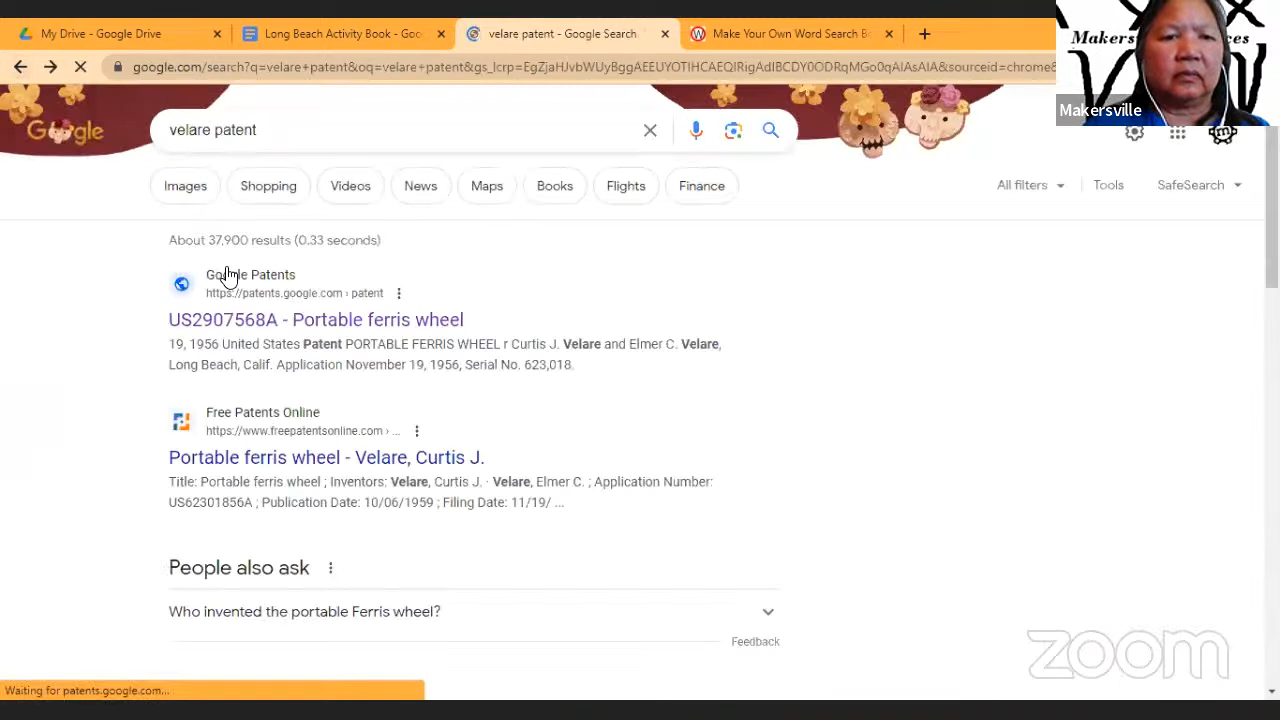 My Drive - Google Drive
Long Beach Activity Book - Goo
velare patent - Google Search
Make Your Own Word Search B
google.com/search?q=velare+patent&oq=velare+patent&gs_lcrp=
Makersville
Google
velare patent
Images
Shopping
Videos
News
Maps
Books
Flights
Finance
All filters
Tools
SafeSearch
About 37,900 results (0.33 seconds)
Google Patents
https://patents.google.com › patent
US2907568A - Portable ferris wheel
19, 1956 United States Patent PORTABLE FERRIS WHEEL r Curtis J. Velare and Elmer C. Velare,
Long Beach, Calif. Application November 19, 1956, Serial No. 623,018.
Free Patents Online
https://www.freepatentsonline.com › ...
Portable ferris wheel - Velare, Curtis J.
Title: Portable ferris wheel ; Inventors: Velare, Curtis J. · Velare, Elmer C. ; Application Number:
US62301856A ; Publication Date: 10/06/1959 ; Filing Date: 11/19/ ...
People also ask
Who invented the portable Ferris wheel?
Feedback
zoom
Waiting for patents.google.com...